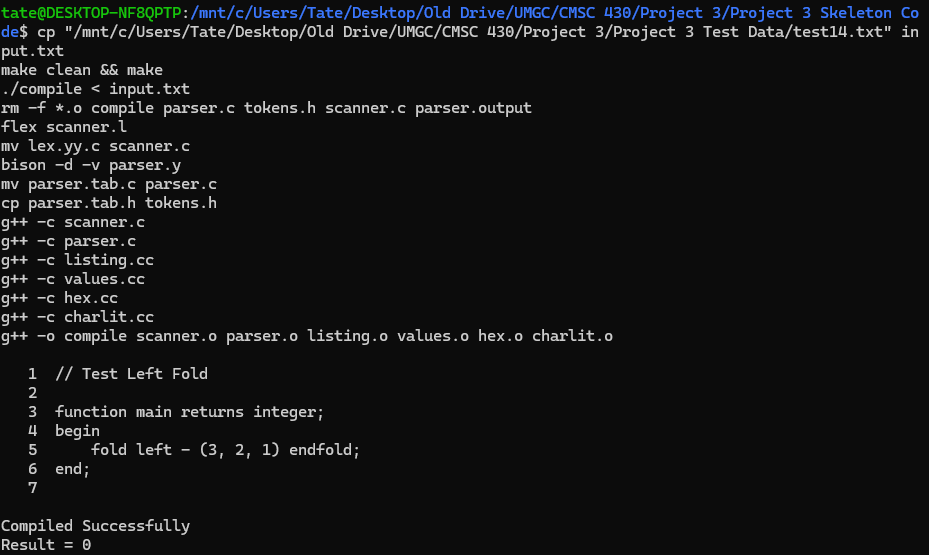 tate@DESKTOP-NF8QPTP:/mnt/c/Users/Tate/Desktop/Old Drive/UMGC/CMSC 430/Project 3/Project 3 Skeleton Co
de$ cp "/mnt/c/Users/Tate/Desktop/Old Drive/UMGC/CMSC 430/Project 3/Project 3 Test Data/test14.txt" in
put.txt
make clean && make
./compile < input.txt
rm -f *.o compile parser.c tokens.h scanner.c parser.output
flex scanner.l
mv lex.yy.c scanner.c
bison -d -v parser.y
mv parser.tab.c parser.c
cp parser.tab.h tokens.h
g++ -c scanner.c
g++ -c parser.c
g++ -c listing.cc
g++ -c values.cc
g++ -c hex.cc
g++ -c charlit.cc
g++ -o compile scanner.o parser.o listing.o values.o hex.o charlit.o

   1  // Test Left Fold
   2
   3  function main returns integer;
   4  begin
   5      fold left - (3, 2, 1) endfold;
   6  end;
   7

Compiled Successfully
Result = 0